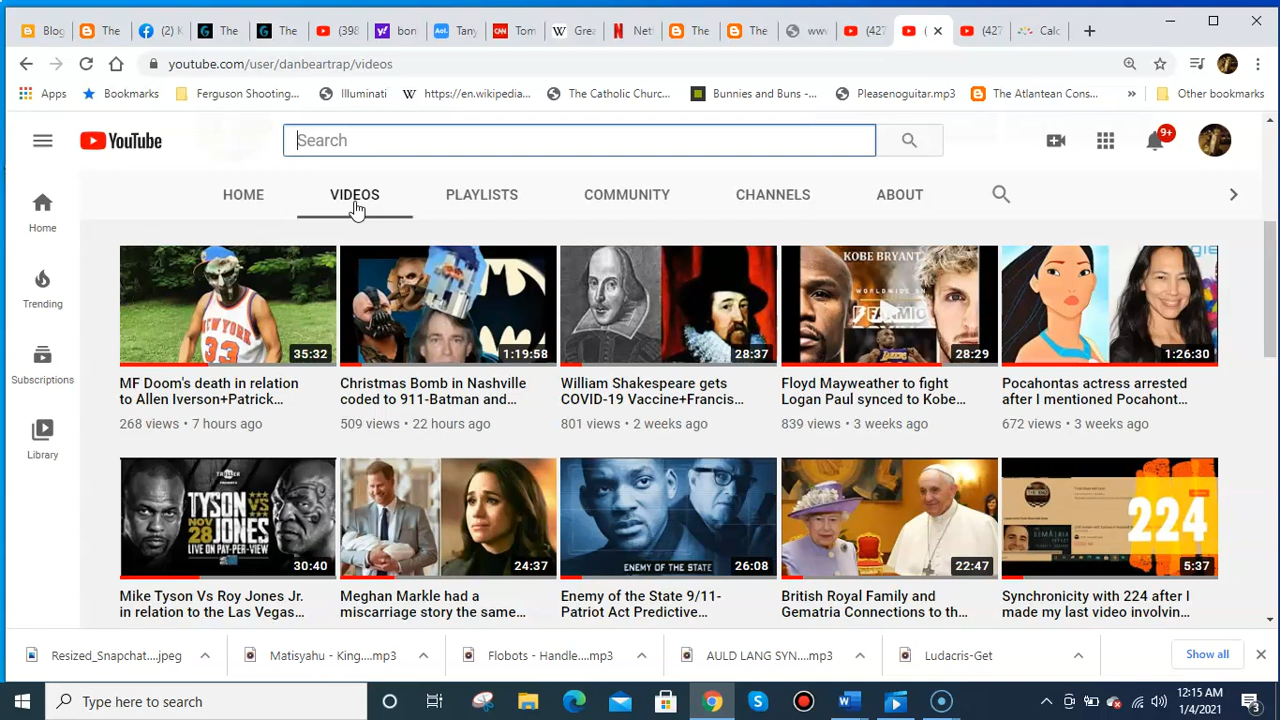 Blog The (2) K The The (398 bon Tany Tom Gre Netf The The www (427 (427 Calc
youtube.com/user/danbeartrap/videos
Apps Bookmarks Ferguson Shooting... Illuminati https://en.wikipedia... The Catholic Churc... Bunnies and Buns -... Pleasenoguitar.mp3 The Atlantean Cons... » Other bookmarks
YouTube Search 9+
HOME VIDEOS PLAYLISTS COMMUNITY CHANNELS ABOUT
Home
Trending
Subscriptions
Library
NEW YORK
33
35:32
1:19:58
28:37
KOBE BRYANT
28:29
1:26:30
MF Doom's death in relation
to Allen Iverson+Patrick...
268 views • 7 hours ago
Christmas Bomb in Nashville
coded to 911-Batman and...
509 views • 22 hours ago
William Shakespeare gets
COVID-19 Vaccine+Francis...
801 views • 2 weeks ago
Floyd Mayweather to fight
Logan Paul synced to Kobe...
839 views • 3 weeks ago
Pocahontas actress arrested
after I mentioned Pocahont...
672 views • 3 weeks ago
TYSON
NOV 28 VS
JONES
LIVE ON PAY-PER-VIEW
30:40
24:37
ENEMY OF THE STATE
26:08
22:47
224
5:37
Mike Tyson Vs Roy Jones Jr.
in relation to the Las Vegas...
Meghan Markle had a
miscarriage story the same...
Enemy of the State 9/11-
Patriot Act Predictive...
British Royal Family and
Gematria Connections to th...
Synchronicity with 224 after I
made my last video involvin...
Resized_Snapchat....jpeg Matisyahu - King....mp3 Flobots - Handle....mp3 AULD LANG SYN....mp3 Ludacris-Get Show all
Type here to search
12:15 AM
1/4/2021
3